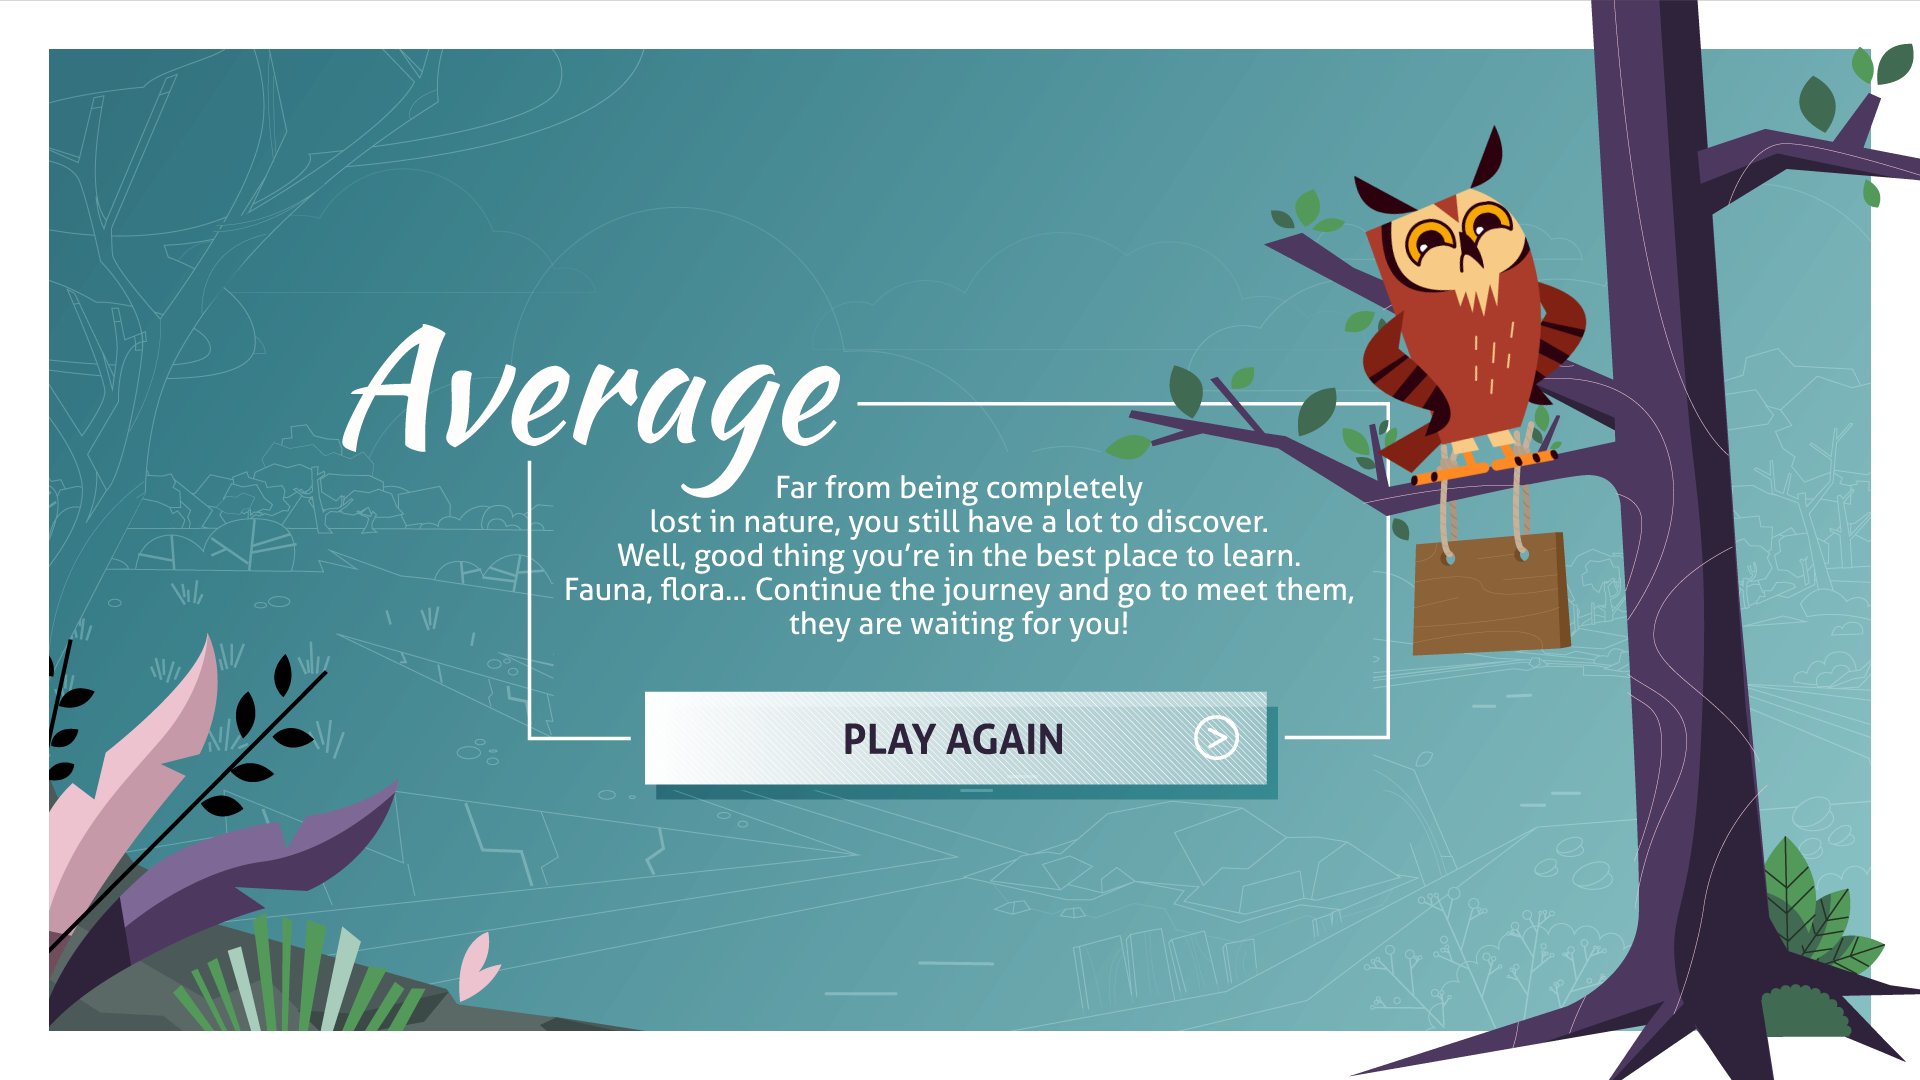 Average
Far from being completely
lost in nature, you still have a lot to discover.
Well, good thing you’re in the best place to learn.
Fauna, flora... Continue the journey and go to meet them,
they are waiting for you!
PLAY AGAIN